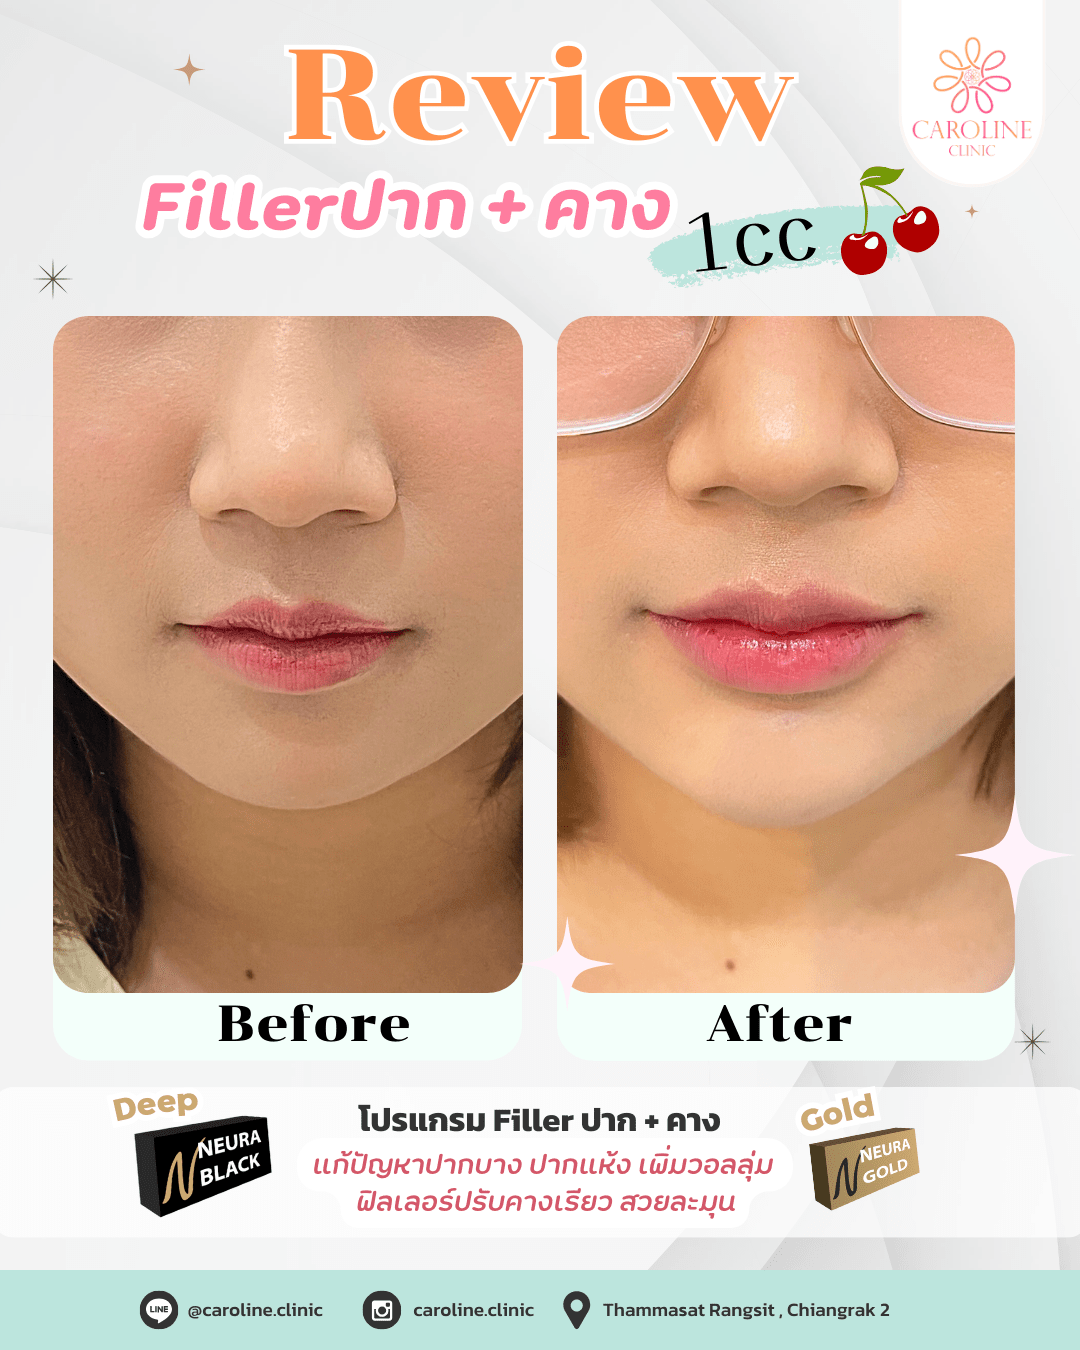 Review
CAROLINE
CLINIC
Fillerปาก + คาง
1cc
Before
After
Deep
NEURA
BLACK
โปรแกรม Filler ปาก + คาง
แก้ปัญหาปากบาง ปากแห้ง เพิ่มวอลลุ่ม
ฟิลเลอร์ปรับคางเรียว สวยละมุน
Gold
NEURA
GOLD
LINE @caroline.clinic
caroline.clinic
Thammasat Rangsit , Chiangrak 2